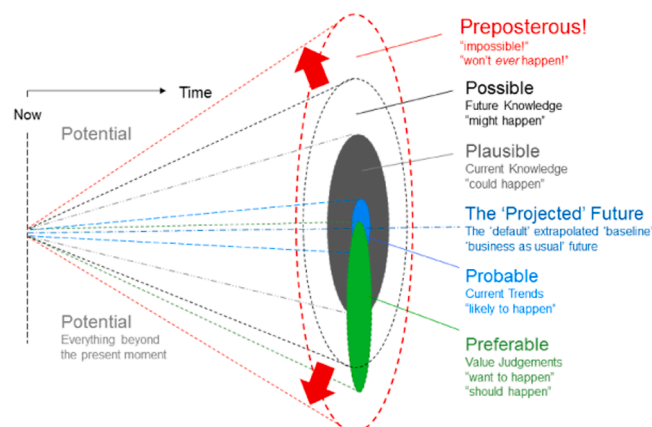 Preposterous!
"impossible!"
"won't ever happen!"
Time
Now
Potential
Possible
Future Knowledge
"might happen"
Plausible
Current Knowledge
"could happen"
The 'Projected' Future
The 'default' extrapolated 'baseline'
'business as usual' future
Probable
Current Trends
"likely to happen"
Potential
Everything beyond
the present moment
Preferable
Value Judgements
"want to happen"
"should happen"